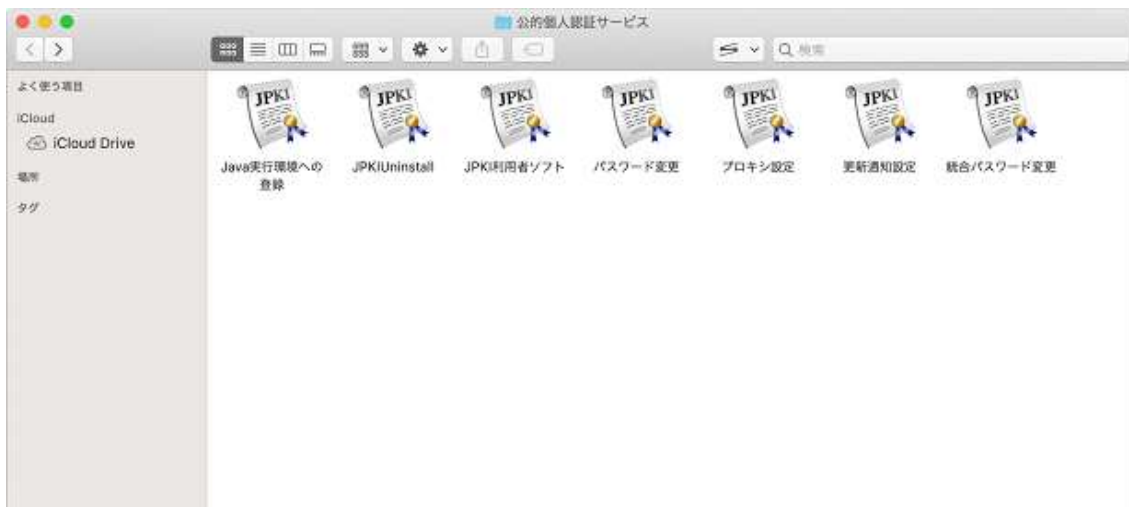 公的個人認証サービス
検索
よく使う項目
iCloud
iCloud Drive
場所
タグ
JPKI
JPKI
JPKI
JPKI
JPKI
JPKI
JPKI
Java実行環境への
登録
JPKIUninstall
JPKI利用者ソフト
パスワード変更
プロキシ設定
更新通知設定
統合パスワード変更